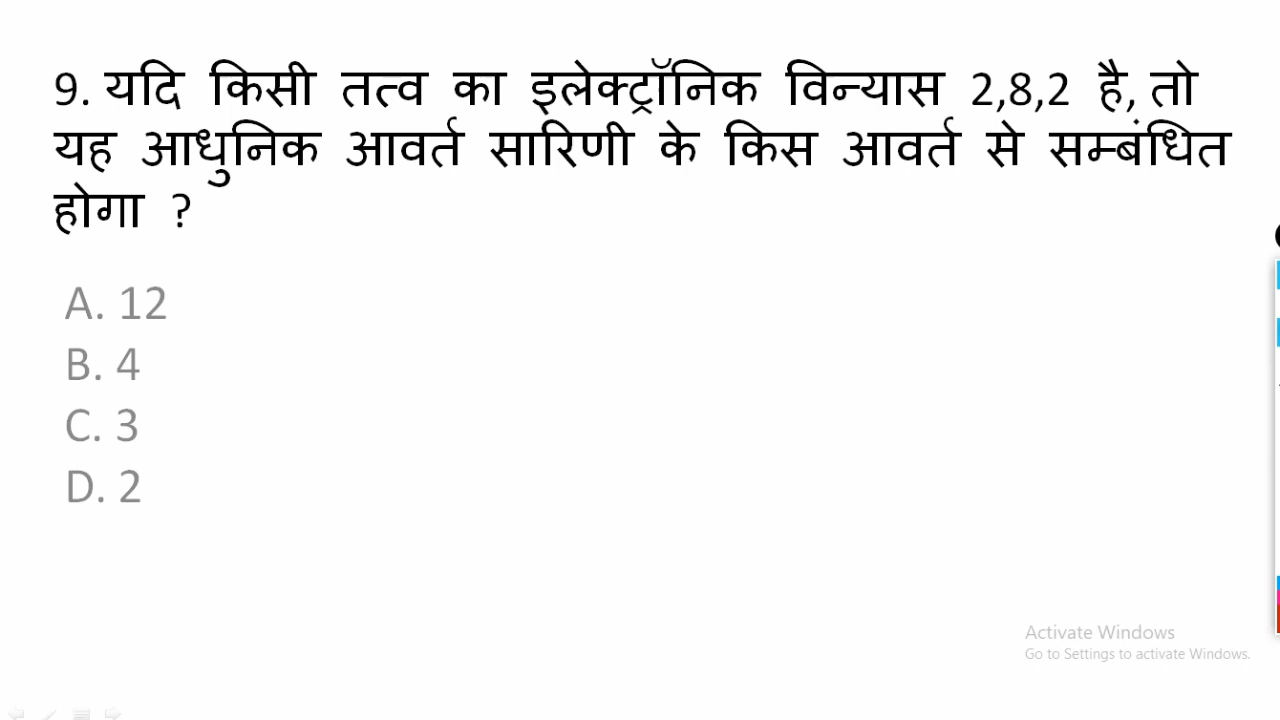 9. यदि किसी तत्व का इलेक्ट्रॉनिक विन्यास 2,8,2 है, तो
यह आधुनिक आवर्त सारिणी के किस आवर्त से सम्बंधित
होगा ?
A. 12
B. 4
C. 3
D. 2
Activate Windows
Go to Settings to activate Windows.